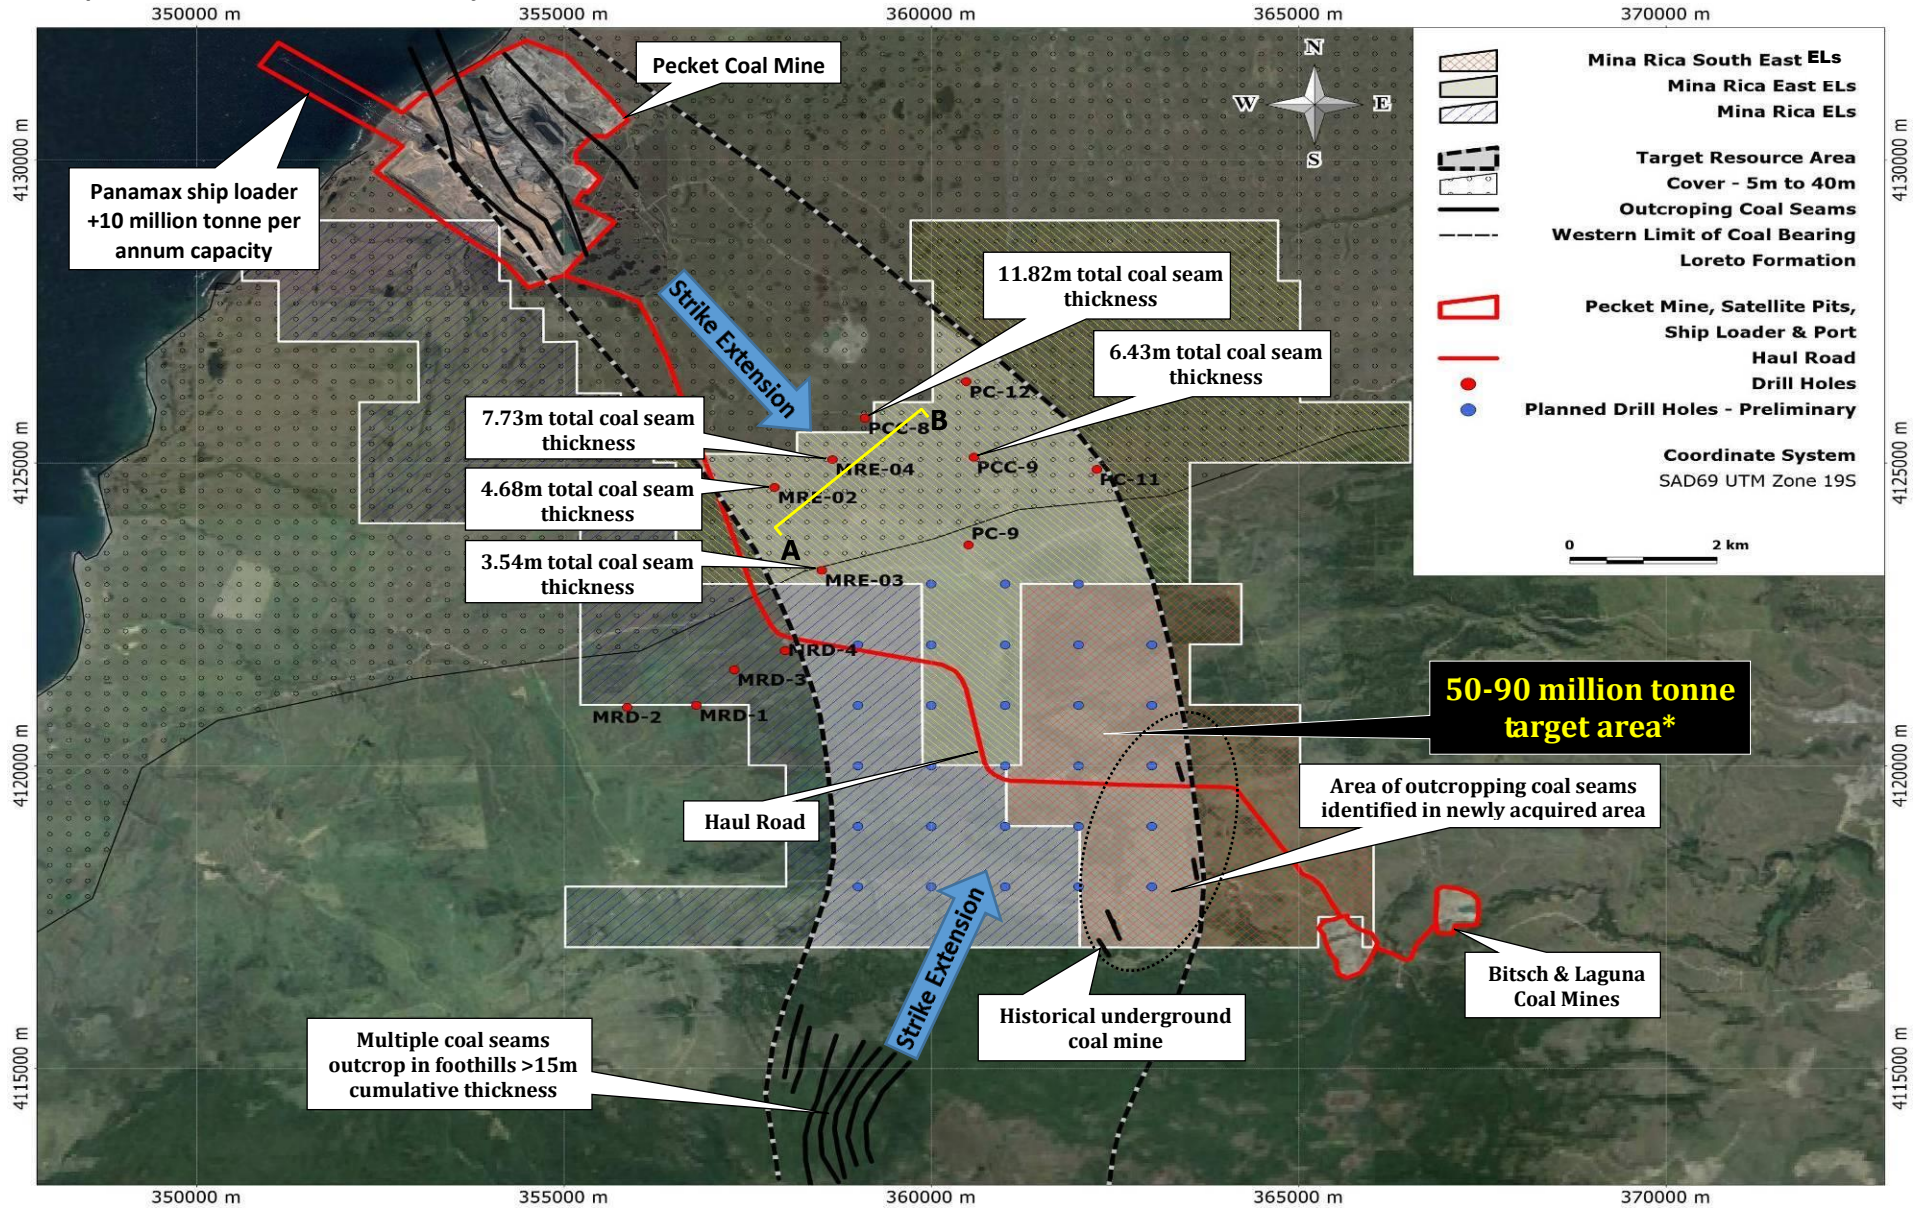 350000 m
355000 m
360000 m
365000 m
370000 m
4130000 m
4125000 m
4120000 m
4115000 m
Pecket Coal Mine
Panamax ship loader
+10 million tonne per
annum capacity
Strike Extension
11.82m total coal seam
thickness
6.43m total coal seam
thickness
7.73m total coal seam
thickness
4.68m total coal seam
thickness
3.54m total coal seam
thickness
PC-12
PCC-8
B
MRE-04
PCC-9
PC-11
MRE-02
A
PC-9
MRE-03
MRD-4
MRD-3
MRD-2
MRD-1
N
W
E
S
Mina Rica South East ELs
Mina Rica East ELs
Mina Rica ELs
Target Resource Area
Cover - 5m to 40m
Outcroping Coal Seams
Western Limit of Coal Bearing
Loreto Formation
Pecket Mine, Satellite Pits,
Ship Loader & Port
Haul Road
Drill Holes
Planned Drill Holes - Preliminary
Coordinate System
SAD69 UTM Zone 19S
0
2 km
50-90 million tonne
target area*
Area of outcropping coal seams
identified in newly acquired area
Haul Road
Strike Extension
Historical underground
coal mine
Bitsch & Laguna
Coal Mines
Multiple coal seams
outcrop in foothills >15m
cumulative thickness
4130000 m
4125000 m
4120000 m
4115000 m
350000 m
355000 m
360000 m
365000 m
370000 m